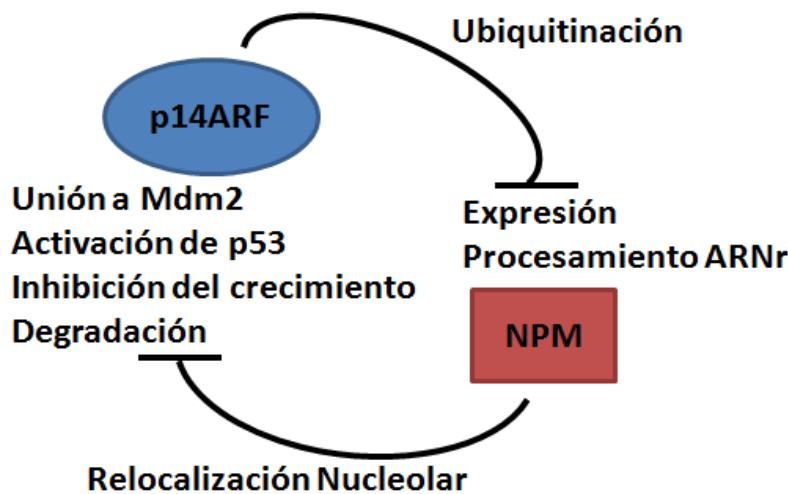 Ubiquitinación
p14ARF
Unión a Mdm2
Activación de p53
Inhibición del crecimiento
Degradación
Expresión
Procesamiento ARNr
NPM
Relocalización Nucleolar